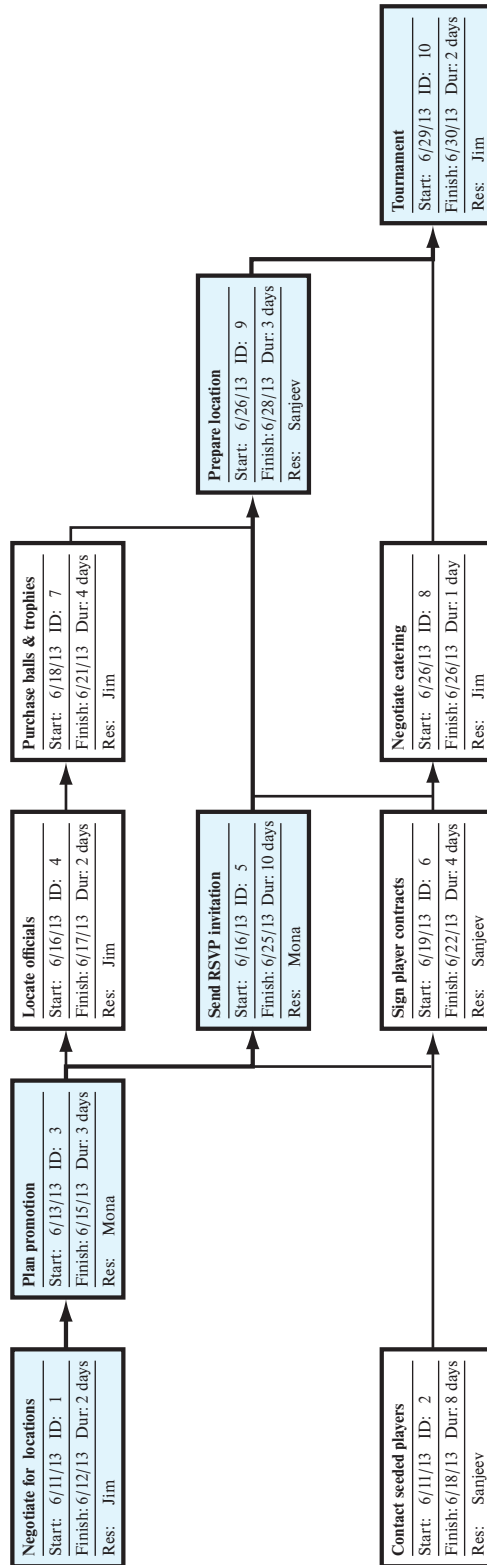 Negotiate for locations
Start: 6/11/13 ID: 1
Finish: 6/12/13 Dur: 2 days
Res: Jim
Contact seeded players
Start: 6/11/13 ID: 2
Finish: 6/18/13 Dur: 8 days
Res: Sanjeev
Plan promotion
Start: 6/13/13 ID: 3
Finish: 6/15/13 Dur: 3 days
Res: Mona
Locate officials
Start: 6/16/13 ID: 4
Finish: 6/17/13 Dur: 2 days
Res: Jim
Send RSVP invitation
Start: 6/16/13 ID: 5
Finish: 6/25/13 Dur: 10 days
Res: Mona
Sign player contracts
Start: 6/19/13 ID: 6
Finish: 6/22/13 Dur: 4 days
Res: Sanjeev
Purchase balls & trophies
Start: 6/18/13 ID: 7
Finish: 6/21/13 Dur: 4 days
Res: Jim
Negotiate catering
Start: 6/26/13 ID: 8
Finish: 6/26/13 Dur: 1 day
Res: Jim
Prepare location
Start: 6/26/13 ID: 9
Finish: 6/28/13 Dur: 3 days
Res: Sanjeev
Tournament
Start: 6/29/13 ID: 10
Finish: 6/30/13 Dur: 2 days
Res: Jim